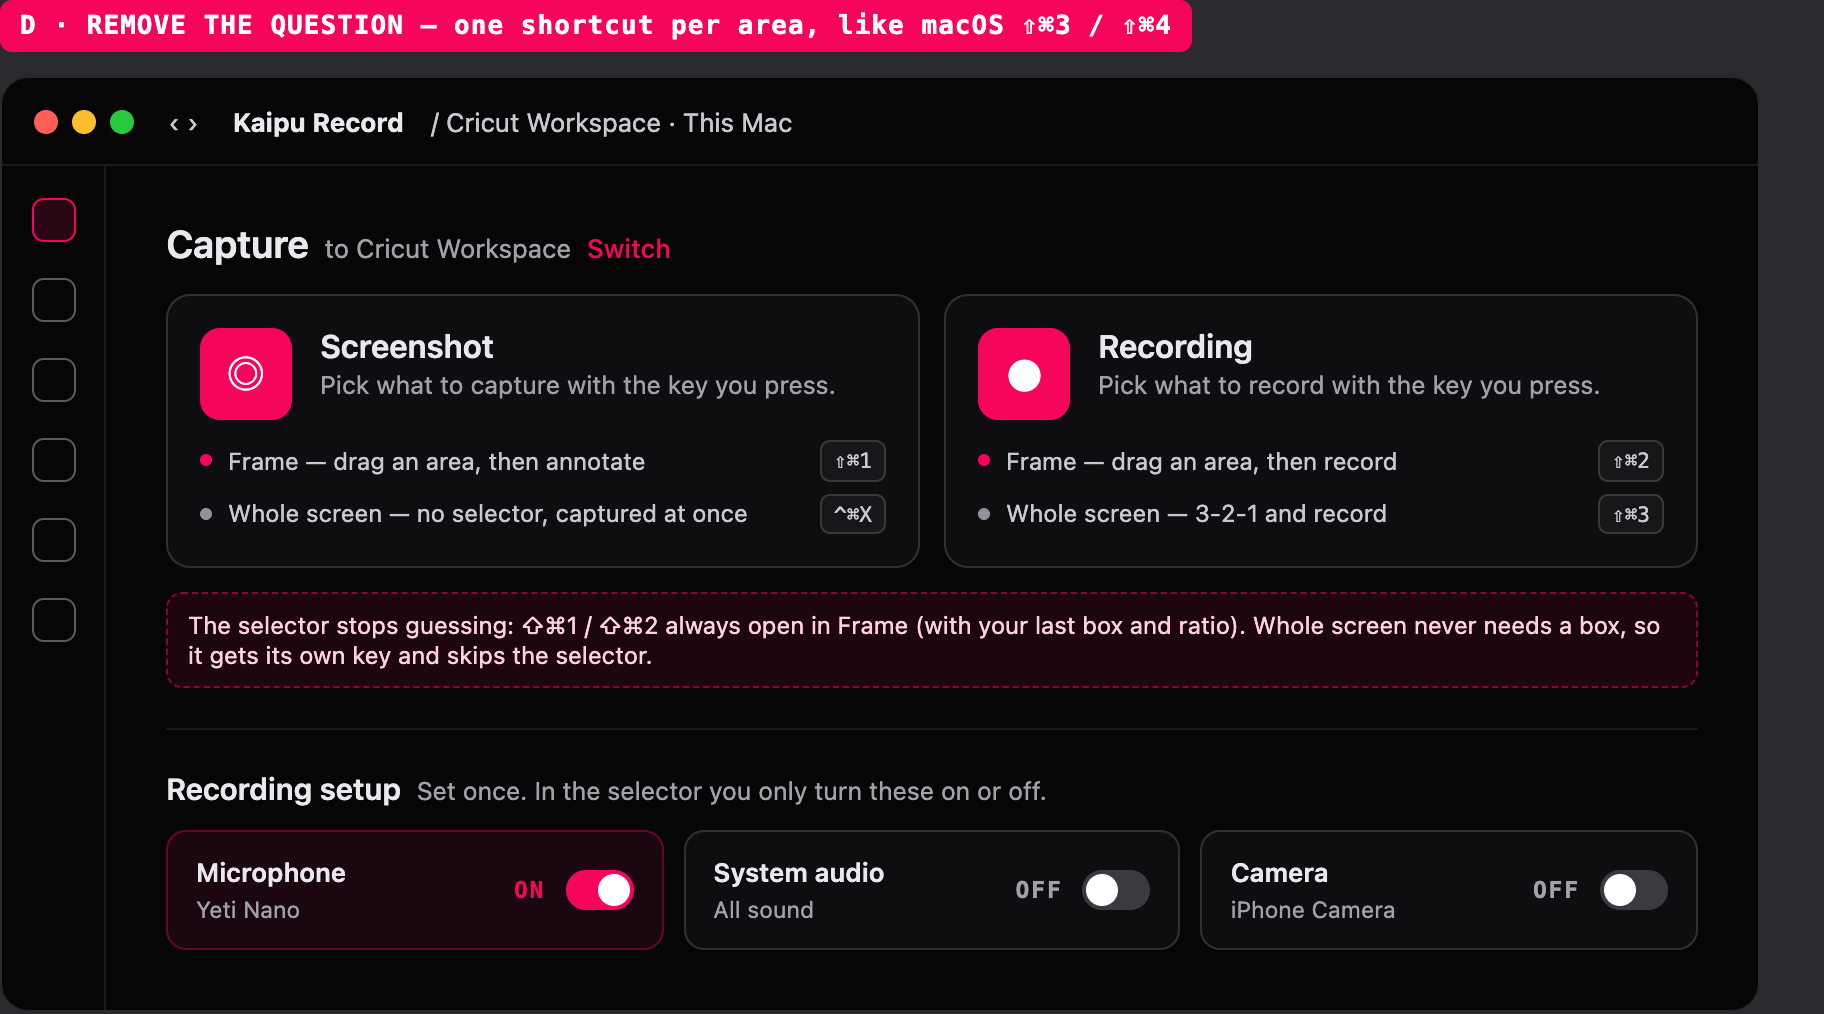 D · REMOVE THE QUESTION — one shortcut per area, like macOS ⇧⌘3 / ⇧⌘4
‹ › Kaipu Record / Cricut Workspace · This Mac
Capture to Cricut Workspace Switch
Screenshot
Pick what to capture with the key you press.
Frame — drag an area, then annotate ⇧⌘1
Whole screen — no selector, captured at once ^⌘X
Recording
Pick what to record with the key you press.
Frame — drag an area, then record ⇧⌘2
Whole screen — 3-2-1 and record ⇧⌘3
The selector stops guessing: ⇧⌘1 / ⇧⌘2 always open in Frame (with your last box and ratio). Whole screen never needs a box, so
it gets its own key and skips the selector.
Recording setup Set once. In the selector you only turn these on or off.
Microphone
Yeti Nano
ON
System audio
All sound
OFF
Camera
iPhone Camera
OFF